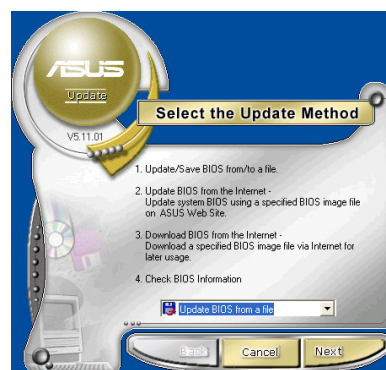 ASUS
Update
V5.11.01
Select the Update Method
1. Update/Save BIOS from/to a file.
2. Update BIOS from the Internet -
Update system BIOS using a specified BIOS image file
on ASUS Web Site.
3. Download BIOS from the Internet -
Download a specified BIOS image file via Internet for
later usage.
4. Check BIOS Information
Update BIOS from a file
Back
Cancel
Next